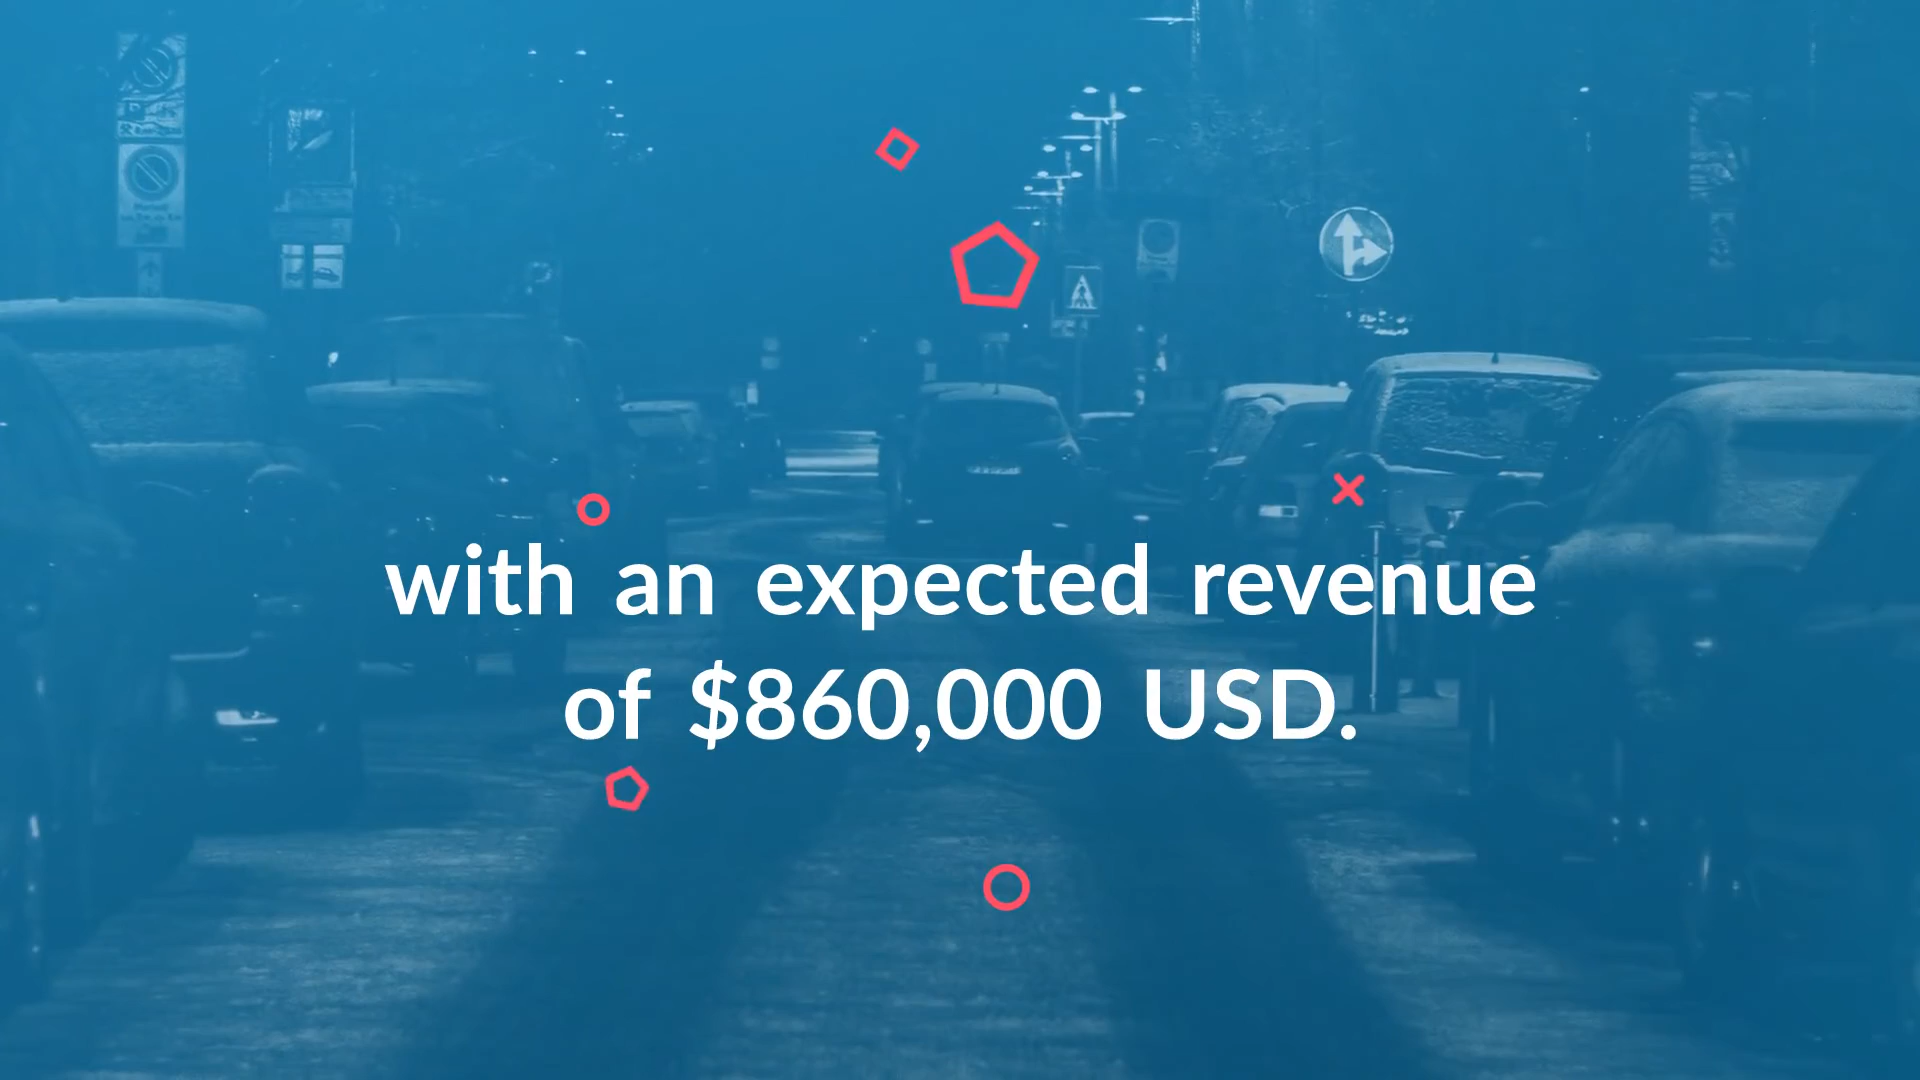 with an expected revenue
of $860,000 USD.